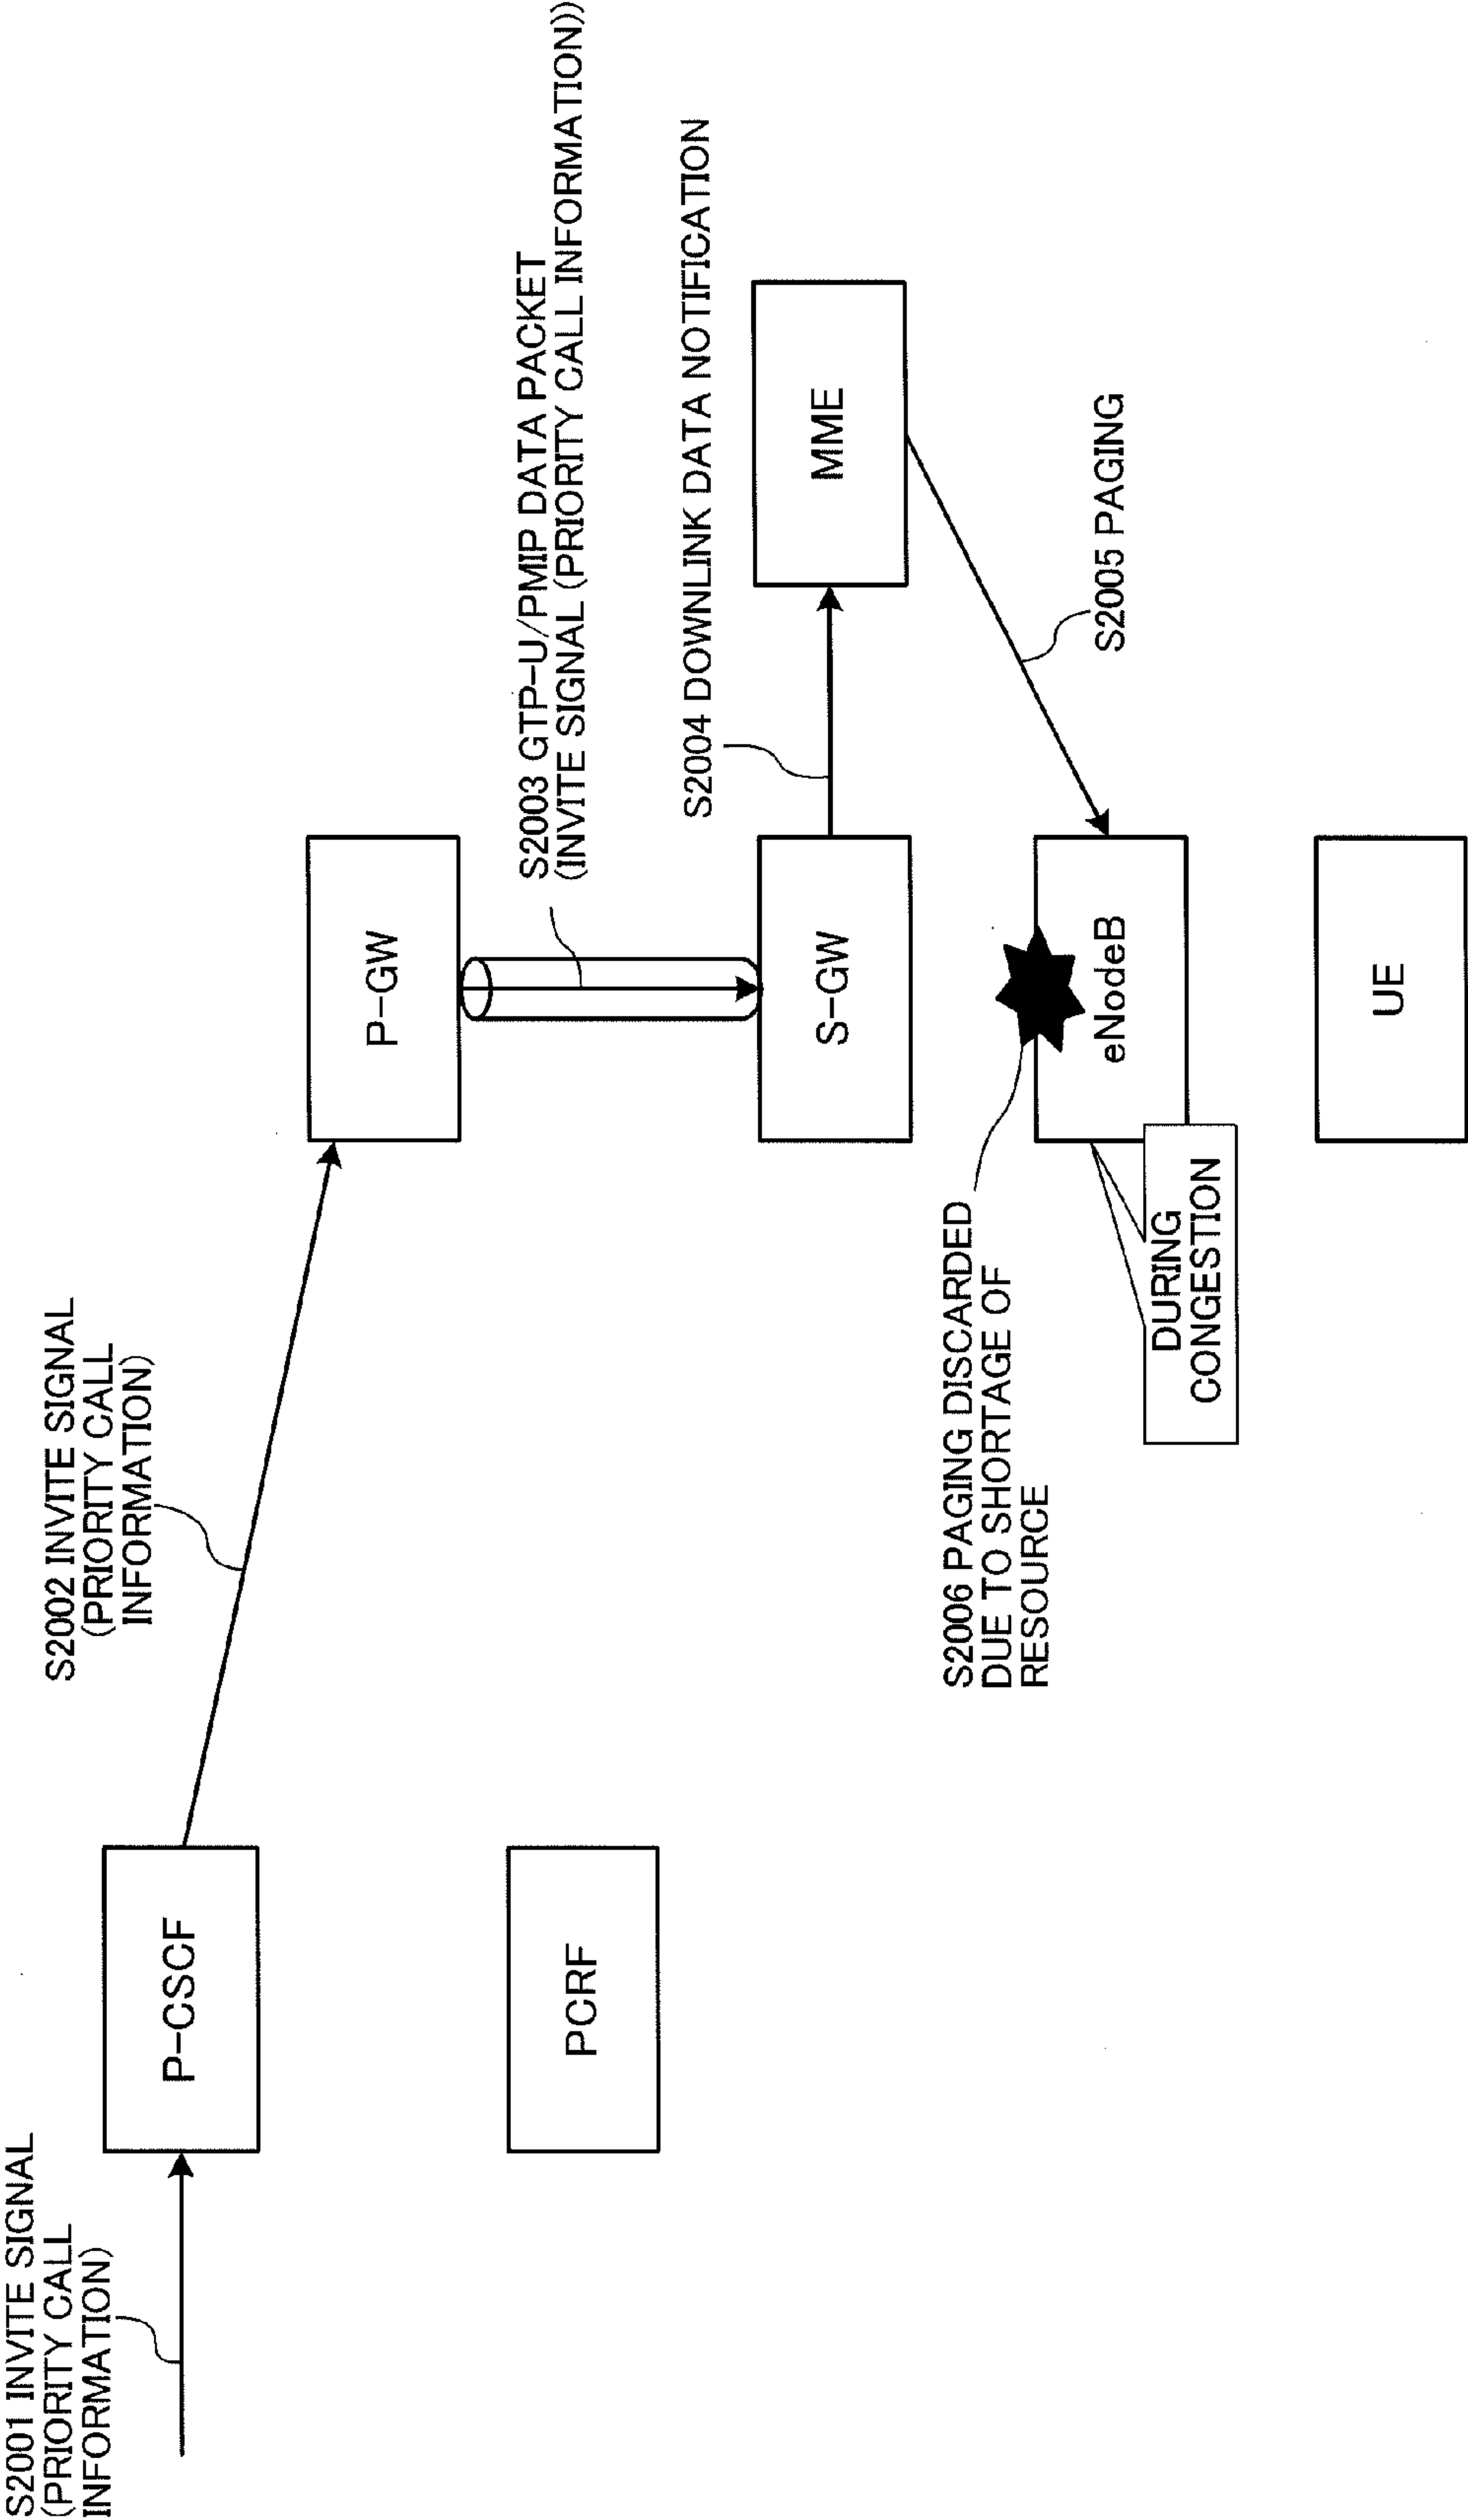 S2001 INVITE SIGNAL
(PRIORITY CALL
INFORMATION)
P-CSCF
S2002 INVITE SIGNAL
(PRIORITY CALL
INFORMATION)
PCRF
P-GW
S2003 GTP-U/PMIP DATA PACKET
(INVITE SIGNAL (PRIORITY CALL INFORMATION))
S-GW
S2004 DOWNLINK DATA NOTIFICATION
MME
S2005 PAGING
eNodeB
S2006 PAGING DISCARDED
DUE TO SHORTAGE OF
RESOURCE
DURING
CONGESTION
UE